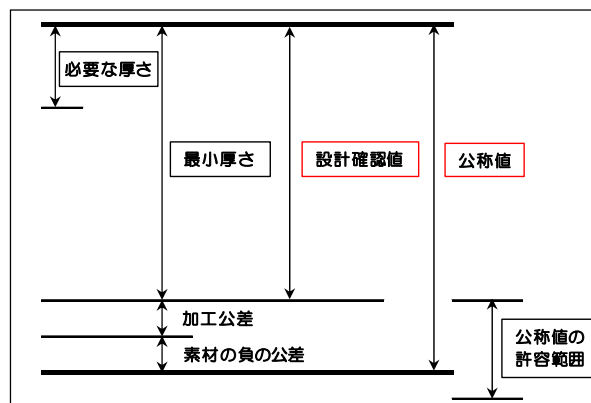 必要な厚さ
最小厚さ
設計確認値
公称値
加工公差
素材の負の公差
公称値の
許容範囲